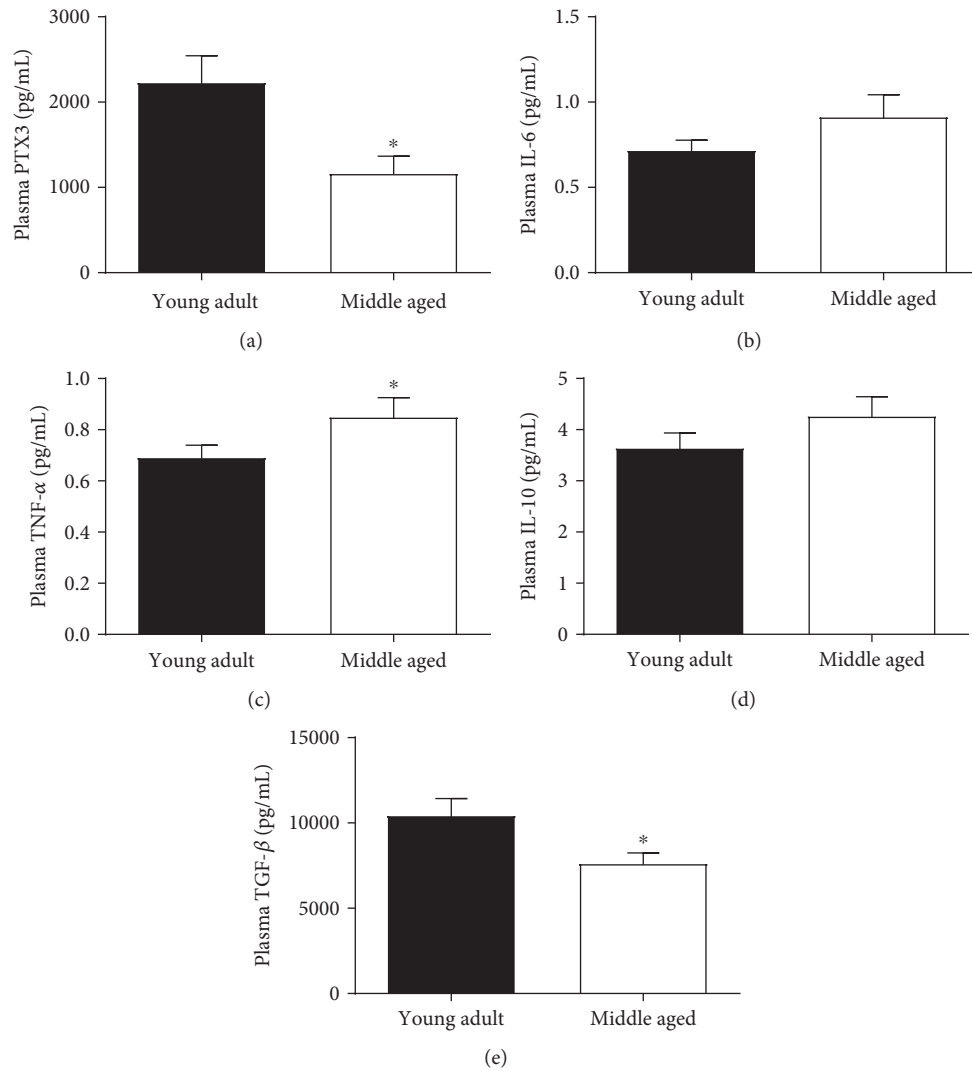 Plasma PTX3 (pg/mL)
3000
2000
1000
0
*
Young adult
Middle aged
(a)
Plasma IL-6 (pg/mL)
1.5
1.0
0.5
0.0
Young adult
Middle aged
(b)
Plasma TNF-α (pg/mL)
1.0
0.8
0.6
0.4
0.2
0.0
*
Young adult
Middle aged
(c)
Plasma IL-10 (pg/mL)
5
4
3
2
1
0
Young adult
Middle aged
(d)
Plasma TGF-β (pg/mL)
15000
10000
5000
0
*
Young adult
Middle aged
(e)